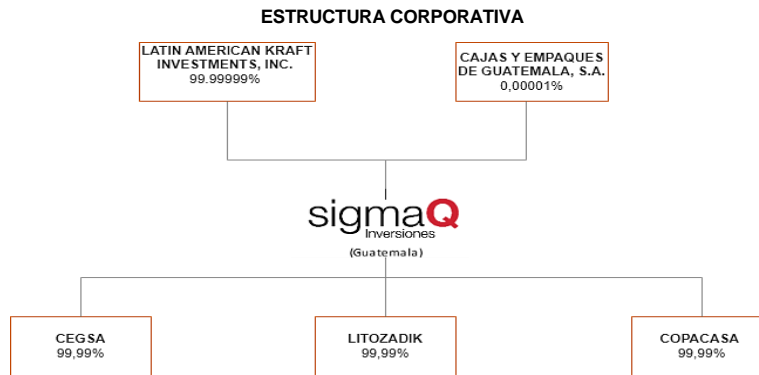 ESTRUCTURA CORPORATIVA
LATIN AMERICAN KRAFT
INVESTMENTS, INC.
99.99999%
CAJAS Y EMPAQUES
DE GUATEMALA, S.A.
0,00001%
sigmaQ
Inversiones
(Guatemala)
CEGSA
99,99%
LITOZADIK
99,99%
COPACASA
99,99%